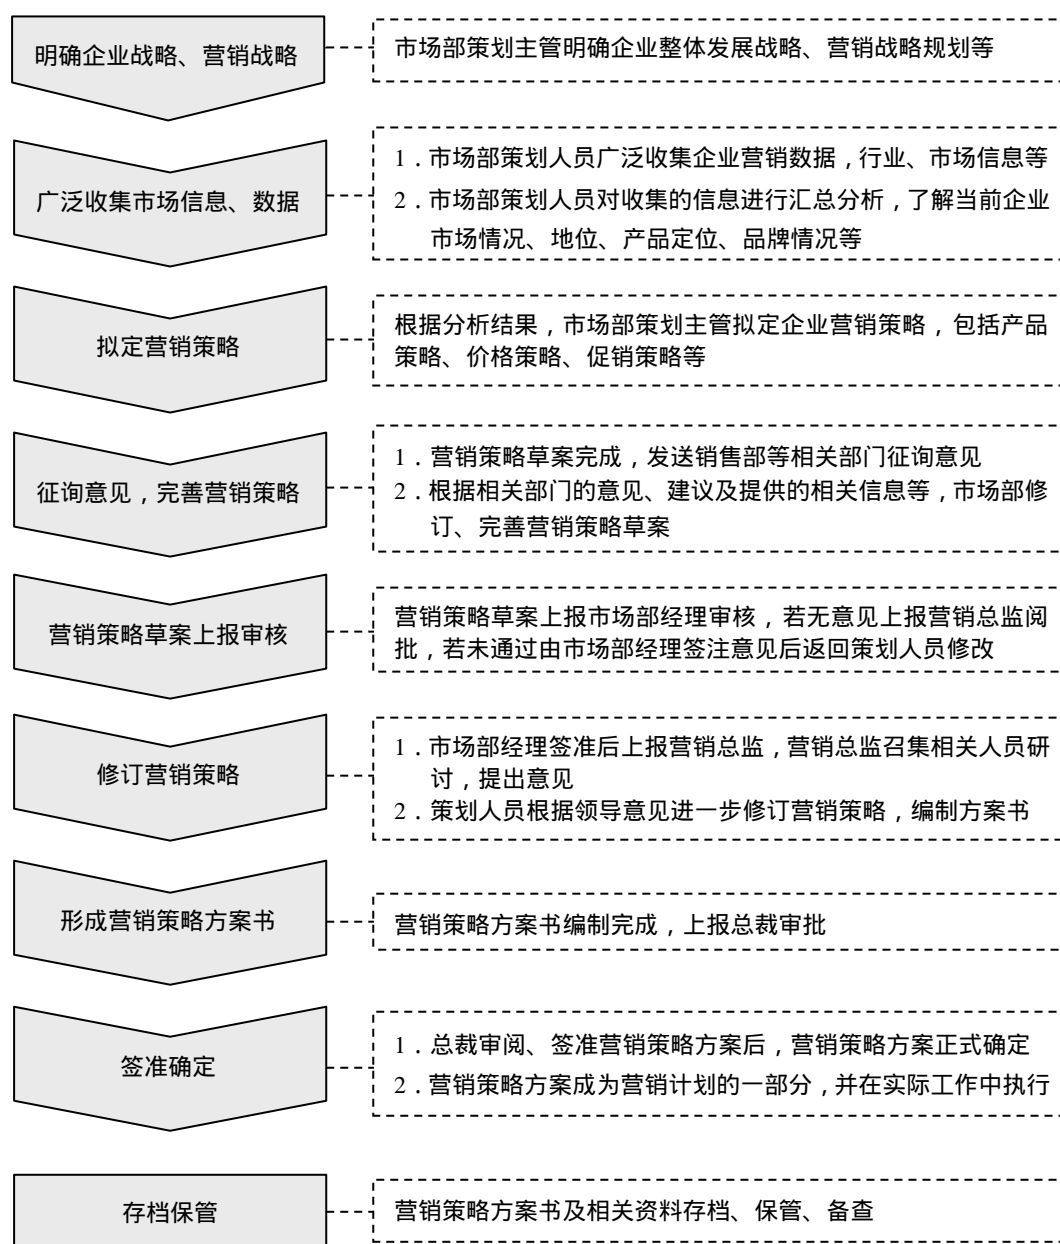 明确企业战略、营销战略
市场部策划主管明确企业整体发展战略、营销战略规划等
广泛收集市场信息、数据
1．市场部策划人员广泛收集企业营销数据，行业、市场信息等
2．市场部策划人员对收集的信息进行汇总分析，了解当前企业
市场情况、地位、产品定位、品牌情况等
拟定营销策略
根据分析结果，市场部策划主管拟定企业营销策略，包括产品
策略、价格策略、促销策略等
征询意见，完善营销策略
1．营销策略草案完成，发送销售部等相关部门征询意见
2．根据相关部门的意见、建议及提供的相关信息等，市场部修
订、完善营销策略草案
营销策略草案上报审核
营销策略草案上报市场部经理审核，若无意见上报营销总监阅
批，若未通过由市场部经理签注意见后返回策划人员修改
修订营销策略
1．市场部经理签准后上报营销总监，营销总监召集相关人员研
讨，提出意见
2．策划人员根据领导意见进一步修订营销策略，编制方案书
形成营销策略方案书
营销策略方案书编制完成，上报总裁审批
签准确定
1．总裁审阅、签准营销策略方案后，营销策略方案正式确定
2．营销策略方案成为营销计划的一部分，并在实际工作中执行
存档保管
营销策略方案书及相关资料存档、保管、备查